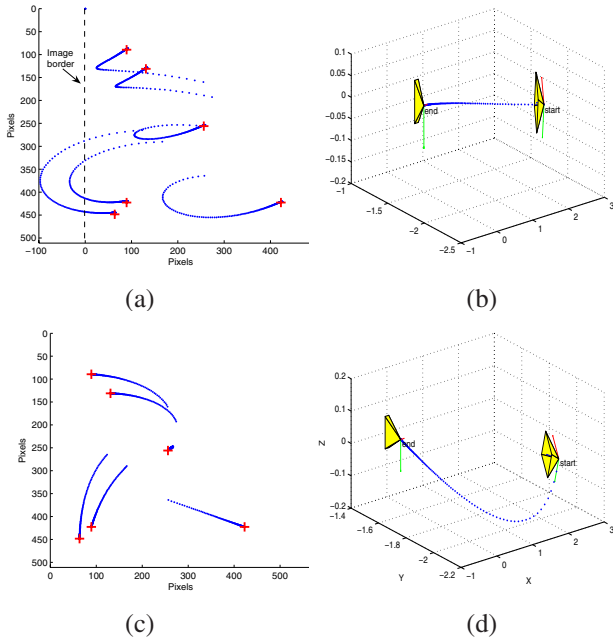 0
50
100
150
200
250
300
350
400
450
500
Pixels
Image
border
−100 0 100 200 300 400
Pixels
(a)
0.1
0.05
0
−0.05
−0.1
−0.15
−0.2
−1
−1.5
−2
−2.5
−1
0
1
2
3
end
start
(b)
0
50
100
150
200
250
300
350
400
450
500
Pixels
0 100 200 300 400 500
Pixels
(c)
0.2
0.1
0
−0.1
−0.2
Z
−1.4
−1.6
−1.8
−2
−2.2
Y
−1
0
1
2
3
X
end
start
(d)